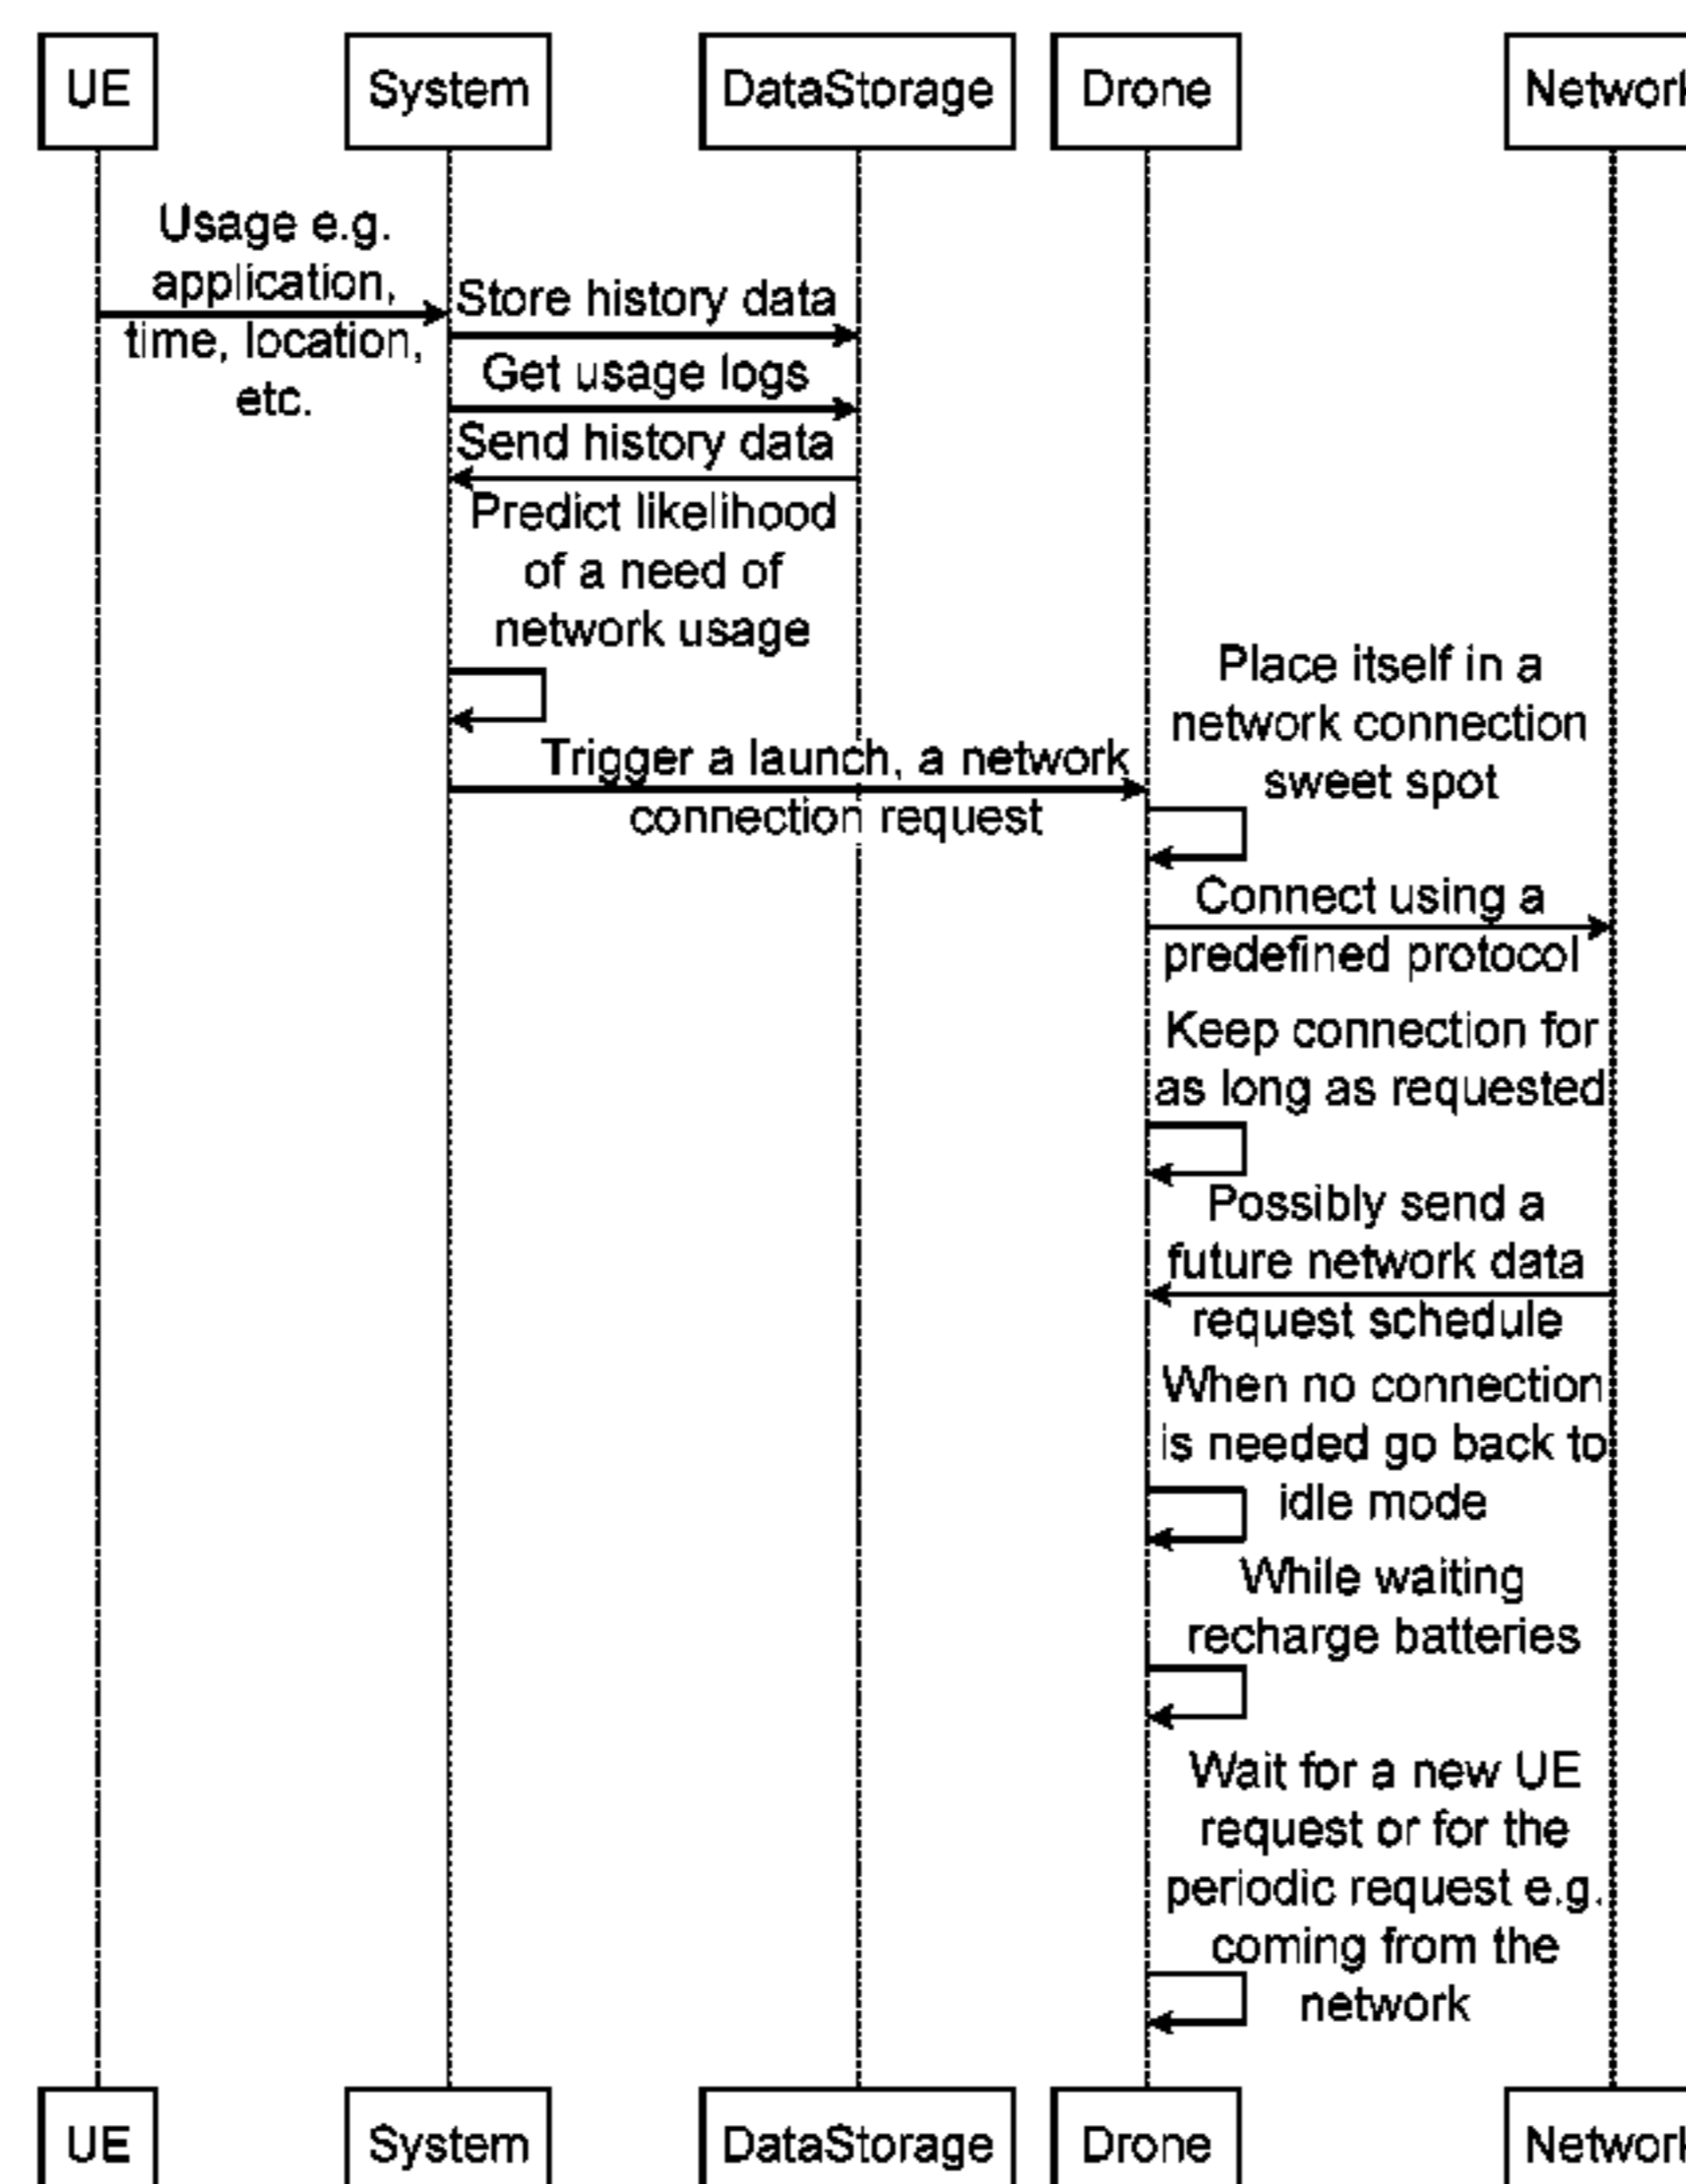 UE
System
DataStorage
Drone
Network
Usage e.g.
application,
time, location,
etc.
Store history data
Get usage logs
Send history data
Predict likelihood
of a need of
network usage
Trigger a launch, a network
connection request
Place itself in a
network connection
sweet spot
Connect using a
predefined protocol
Keep connection for
as long as requested
Possibly send a
future network data
request schedule
When no connection
is needed go back to
idle mode
While waiting
recharge batteries
Wait for a new UE
request or for the
periodic request e.g.
coming from the
network
UE
System
DataStorage
Drone
Network